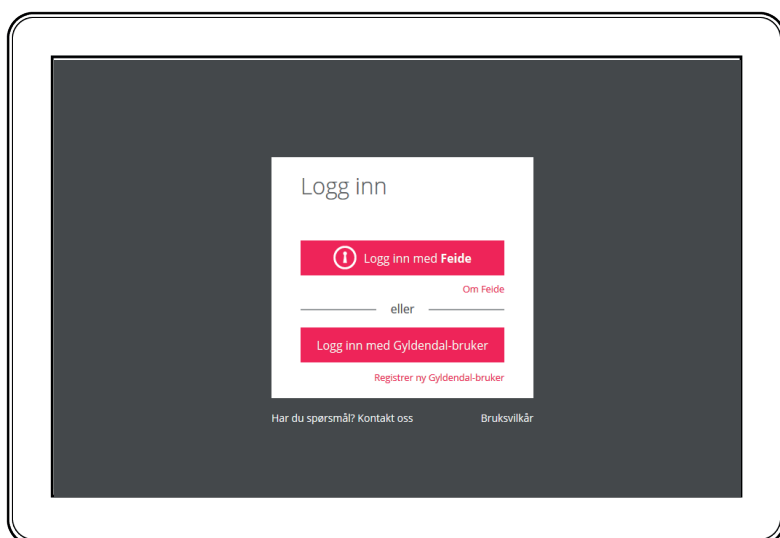 Logg inn
Logg inn med Feide
Om Feide
eller
Logg inn med Gyldendal-bruker
Registrer ny Gyldendal-bruker
Har du spørsmål? Kontakt oss Bruksvilkår